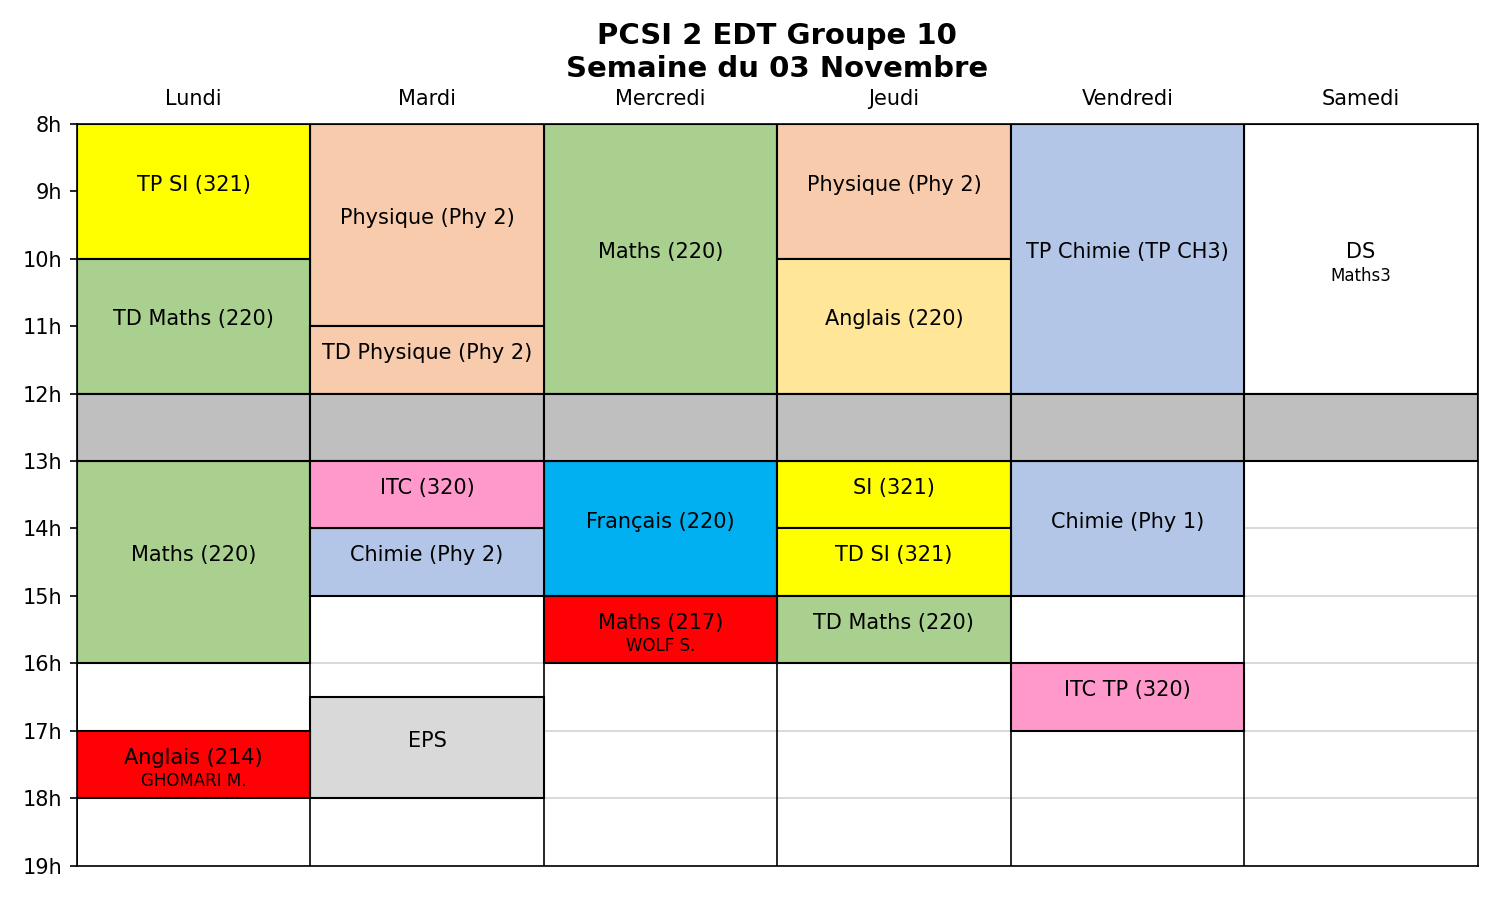 PCSI 2 EDT Groupe 10
Semaine du 03 Novembre
Lundi Mardi Mercredi Jeudi Vendredi Samedi
8h
TP SI (321)
Physique (Phy 2)
9h
Physique (Phy 2)
Maths (220)
TP Chimie (TP CH3)
DS
Maths3
10h
TD Maths (220)
Anglais (220)
11h
TD Physique (Phy 2)
12h
13h
ITC (320)
SI (321)
Français (220)
Chimie (Phy 1)
14h
Maths (220)
Chimie (Phy 2)
TD SI (321)
15h
Maths (217)
WOLF S.
TD Maths (220)
16h
ITC TP (320)
17h
EPS
Anglais (214)
GHOMARI M.
18h
19h